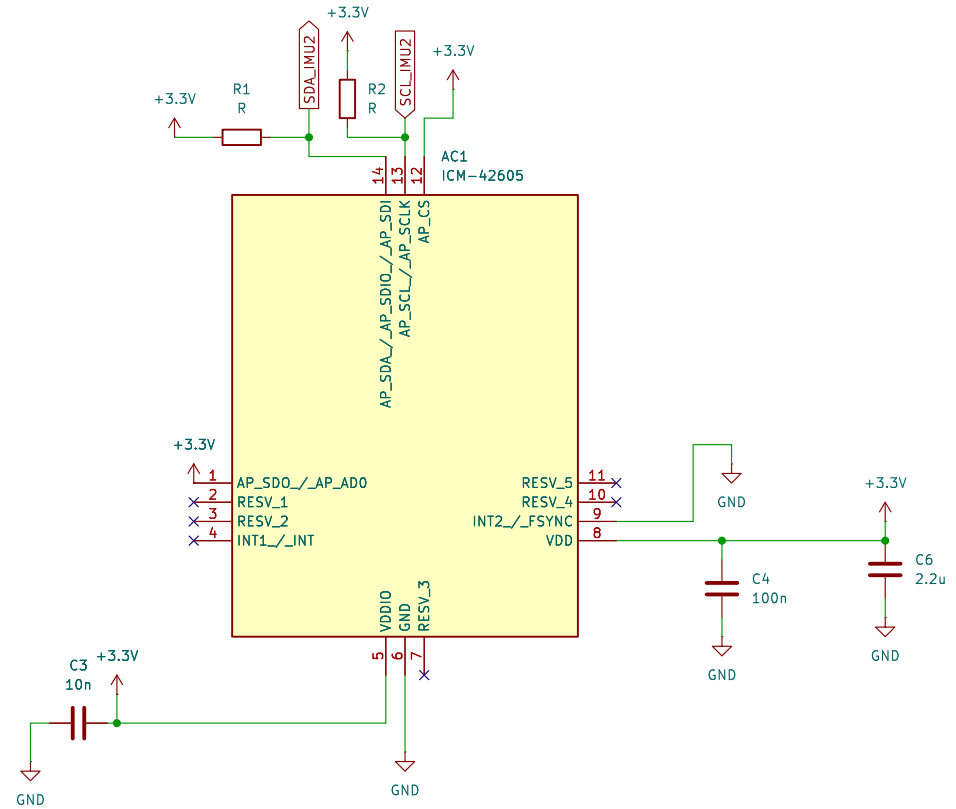 +3.3V
SDA_IMU2
SCL_IMU2
+3.3V
R1
R
R2
R
+3.3V
AC1
ICM-42605
14
13
12
AP_SDA_/_AP_SDIO_/_AP_SDI
AP_SCL_/_AP_SCLK
AP_CS
+3.3V
1
AP_SDO_/_AP_AD0
2
RESV_1
3
RESV_2
4
INT1_/_INT
RESV_5
11
RESV_4
10
INT2_/_FSYNC
9
VDD
8
GND
+3.3V
C4
100n
GND
C6
2.2u
GND
VDDIO
GND
RESV_3
5
6
7
C3
10n
+3.3V
GND
GND